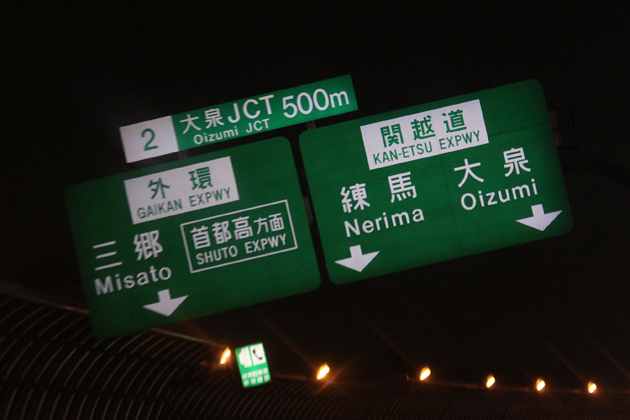 2 大泉JCT 500m
Oizumi JCT
外環
GAIKAN EXPWY
三郷
Misato
首都高方面
SHUTO EXPWY
関越道
KAN-ETSU EXPWY
練馬
Nerima
大泉
Oizumi